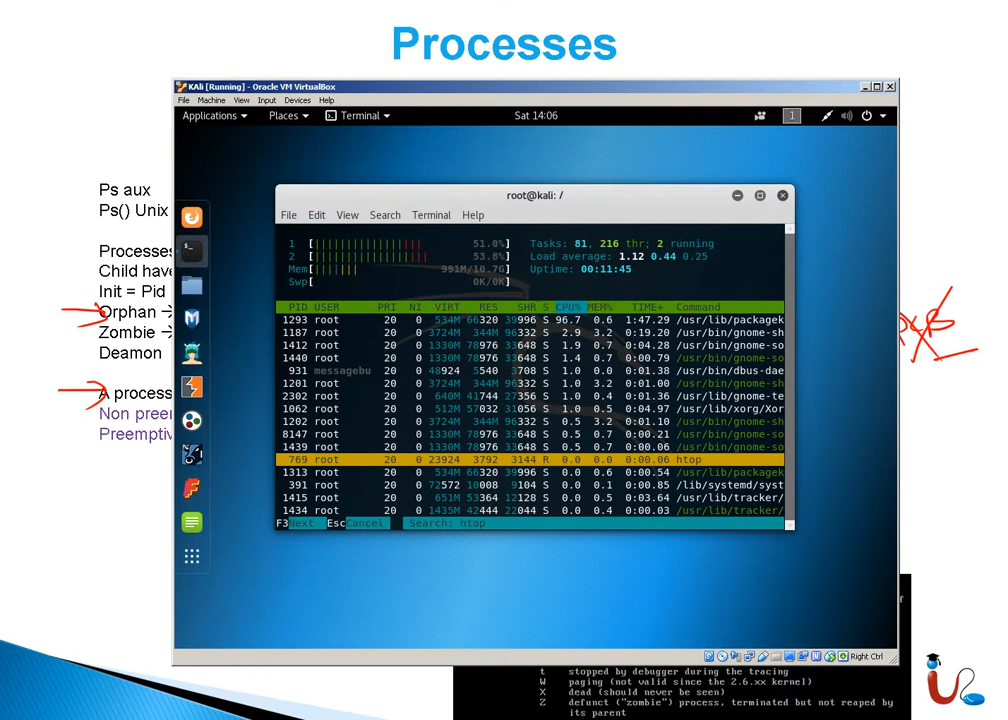 Processes
KAli [Running] - Oracle VM VirtualBox
File Machine View Input Devices Help
Applications Places Terminal Sat 14:06 1
Ps aux
Ps() Unix
Processes
Child have
Init = Pid
Orphan →
Zombie →
Deamon
A process
Non preem
Preemptiv
root@kali: /
File Edit View Search Terminal Help
1 [|||||||||||||||||| 51.0%] Tasks: 81, 216 thr; 2 running
2 [||||||||||||||||||| 53.8%] Load average: 1.12 0.44 0.25
Mem[||||||| 991M/10.7G] Uptime: 00:11:45
Swp[ 0K/0K]
PID USER PRI NI VIRT RES SHR S CPU% MEM% TIME+ Command
1293 root 20 0 534M 66320 39996 S 96.7 0.6 1:47.29 /usr/lib/packagek
1187 root 20 0 3724M 96332 S 2.9 3.2 0:19.20 /usr/bin/gnome-sh
1412 root 20 0 1330M 78976 33648 S 1.9 0.7 0:04.28 /usr/bin/gnome-so
1440 root 20 0 1330M 78976 33648 S 1.4 0.7 0:00.79 /usr/bin/gnome-so
931 messagebu 20 0 48924 5540 S 1.0 0.0 0:01.38 /usr/bin/dbus-dae
1201 root 20 0 3724M 96332 S 1.0 3.2 0:01.00 /usr/bin/gnome-sh
2302 root 20 0 640M 41744 27356 S 1.0 0.4 0:01.36 /usr/lib/gnome-te
1062 root 20 0 512M 57032 31056 S 1.0 0.5 0:04.97 /usr/lib/xorg/Xor
1202 root 20 0 3724M 96332 S 0.5 3.2 0:01.10 /usr/bin/gnome-sh
8147 root 20 0 1330M 78976 33648 S 0.5 0.7 0:00.21 /usr/bin/gnome-so
1439 root 20 0 1330M 78976 33648 S 0.5 0.7 0:00.06 /usr/bin/gnome-so
769 root 20 0 23924 3792 3144 R 0.0 0.0 0:00.06 htop
1313 root 20 0 534M 66320 39996 S 0.0 0.6 0:00.54 /usr/lib/packagek
391 root 20 0 72572 10008 9104 S 0.0 0.1 0:00.85 /lib/systemd/syst
1415 root 20 0 651M 53364 12128 S 0.0 0.5 0:03.64 /usr/lib/tracker/
1434 root 20 0 1435M 42444 22044 S 0.0 0.4 0:00.03 /usr/lib/tracker/
F3Next EscCancel Search: htop
Right Ctrl
t stopped by debugger during the tracing
W paging (not valid since the 2.6.xx kernel)
X dead (should never be seen)
Z defunct ("zombie") process, terminated but not reaped by
its parent